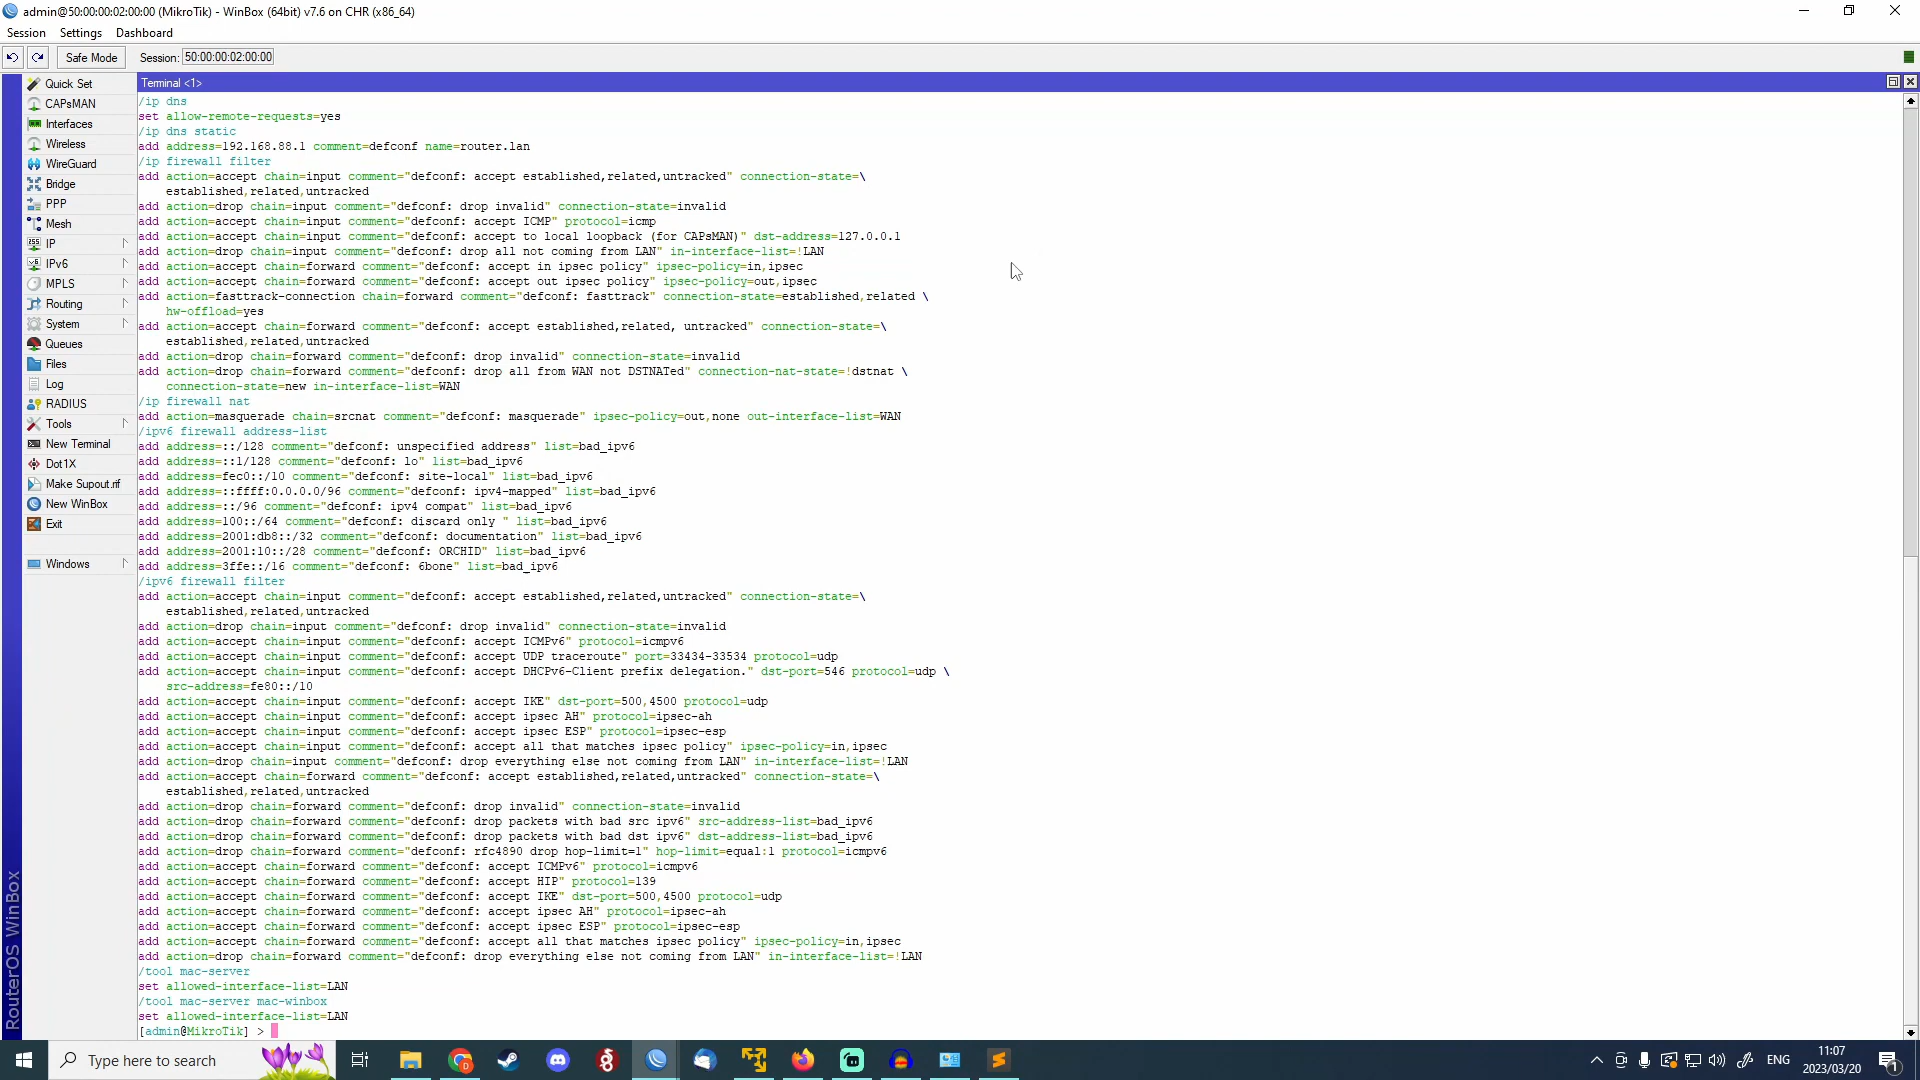 admin@50:00:00:02:00:00 (MikroTik) - WinBox (64bit) v7.6 on CHR (x86_64)
Session Settings Dashboard
Safe Mode Session: 50:00:00:02:00:00
Quick Set
CAPsMAN
Interfaces
Wireless
WireGuard
Bridge
PPP
Mesh
IP
IPv6
MPLS
Routing
System
Queues
Files
Log
RADIUS
Tools
New Terminal
Dot1X
Make Supout.rif
New WinBox
Exit
Windows
RouterOS WinBox
Terminal <1>
/ip dns
set allow-remote-requests=yes
/ip dns static
add address=192.168.88.1 comment=defconf name=router.lan
/ip firewall filter
add action=accept chain=input comment="defconf: accept established,related,untracked" connection-state=\
established,related,untracked
add action=drop chain=input comment="defconf: drop invalid" connection-state=invalid
add action=accept chain=input comment="defconf: accept ICMP" protocol=icmp
add action=accept chain=input comment="defconf: accept to local loopback (for CAPsMAN)" dst-address=127.0.0.1
add action=drop chain=input comment="defconf: drop all not coming from LAN" in-interface-list=!LAN
add action=accept chain=forward comment="defconf: accept in ipsec policy" ipsec-policy=in,ipsec
add action=accept chain=forward comment="defconf: accept out ipsec policy" ipsec-policy=out,ipsec
add action=fasttrack-connection chain=forward comment="defconf: fasttrack" connection-state=established,related \
hw-offload=yes
add action=accept chain=forward comment="defconf: accept established,related, untracked" connection-state=\
established,related,untracked
add action=drop chain=forward comment="defconf: drop invalid" connection-state=invalid
add action=drop chain=forward comment="defconf: drop all from WAN not DSTNATed" connection-nat-state=!dstnat \
connection-state=new in-interface-list=WAN
/ip firewall nat
add action=masquerade chain=srcnat comment="defconf: masquerade" ipsec-policy=out,none out-interface-list=WAN
/ipv6 firewall address-list
add address=::/128 comment="defconf: unspecified address" list=bad_ipv6
add address=::1/128 comment="defconf: lo" list=bad_ipv6
add address=fec0::/10 comment="defconf: site-local" list=bad_ipv6
add address=::ffff:0.0.0.0/96 comment="defconf: ipv4-mapped" list=bad_ipv6
add address=::/96 comment="defconf: ipv4 compat" list=bad_ipv6
add address=100::/64 comment="defconf: discard only " list=bad_ipv6
add address=2001:db8::/32 comment="defconf: documentation" list=bad_ipv6
add address=2001:10::/28 comment="defconf: ORCHID" list=bad_ipv6
add address=3ffe::/16 comment="defconf: 6bone" list=bad_ipv6
/ipv6 firewall filter
add action=accept chain=input comment="defconf: accept established,related,untracked" connection-state=\
established,related,untracked
add action=drop chain=input comment="defconf: drop invalid" connection-state=invalid
add action=accept chain=input comment="defconf: accept ICMPv6" protocol=icmpv6
add action=accept chain=input comment="defconf: accept UDP traceroute" port=33434-33534 protocol=udp
add action=accept chain=input comment="defconf: accept DHCPv6-Client prefix delegation." dst-port=546 protocol=udp \
src-address=fe80::/10
add action=accept chain=input comment="defconf: accept IKE" dst-port=500,4500 protocol=udp
add action=accept chain=input comment="defconf: accept ipsec AH" protocol=ipsec-ah
add action=accept chain=input comment="defconf: accept ipsec ESP" protocol=ipsec-esp
add action=accept chain=input comment="defconf: accept all that matches ipsec policy" ipsec-policy=in,ipsec
add action=drop chain=input comment="defconf: drop everything else not coming from LAN" in-interface-list=!LAN
add action=accept chain=forward comment="defconf: accept established,related,untracked" connection-state=\
established,related,untracked
add action=drop chain=forward comment="defconf: drop invalid" connection-state=invalid
add action=drop chain=forward comment="defconf: drop packets with bad src ipv6" src-address-list=bad_ipv6
add action=drop chain=forward comment="defconf: drop packets with bad dst ipv6" dst-address-list=bad_ipv6
add action=drop chain=forward comment="defconf: rfc4890 drop hop-limit=1" hop-limit=equal:1 protocol=icmpv6
add action=accept chain=forward comment="defconf: accept ICMPv6" protocol=icmpv6
add action=accept chain=forward comment="defconf: accept HIP" protocol=139
add action=accept chain=forward comment="defconf: accept IKE" dst-port=500,4500 protocol=udp
add action=accept chain=forward comment="defconf: accept ipsec AH" protocol=ipsec-ah
add action=accept chain=forward comment="defconf: accept ipsec ESP" protocol=ipsec-esp
add action=accept chain=forward comment="defconf: accept all that matches ipsec policy" ipsec-policy=in,ipsec
add action=drop chain=forward comment="defconf: drop everything else not coming from LAN" in-interface-list=!LAN
/tool mac-server
set allowed-interface-list=LAN
/tool mac-server mac-winbox
set allowed-interface-list=LAN
[admin@MikroTik] >
Type here to search
ENG
11:07
2023/03/20
1